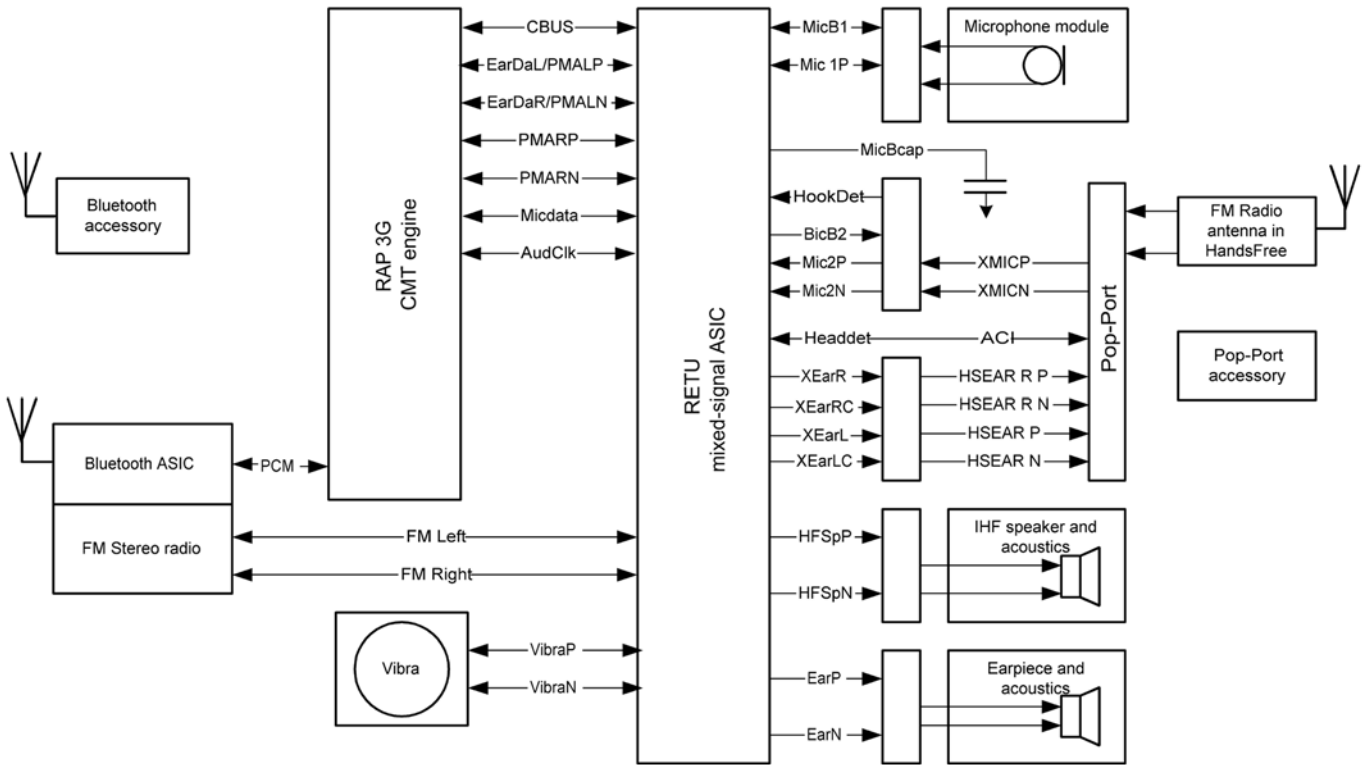 CBUS
EarDaL/PMALP
EarDaR/PMALN
PMARP
PMARN
Micdata
AudClk
RAP 3G
CMT engine
Bluetooth
accessory
Bluetooth ASIC
PCM
FM Stereo radio
FM Left
FM Right
Vibra
VibraP
VibraN
RETU
mixed-signal ASIC
MicB1
Mic 1P
Microphone module
MicBcap
HookDet
BicB2
Mic2P
Mic2N
XMICP
XMICN
Headdet
ACI
XEarR
XEarRC
XEarL
XEarLC
HSEAR R P
HSEAR R N
HSEAR P
HSEAR N
Pop-Port
FM Radio
antenna in
HandsFree
Pop-Port
accessory
HFSpP
HFSpN
IHF speaker and
acoustics
EarP
EarN
Earpiece and
acoustics